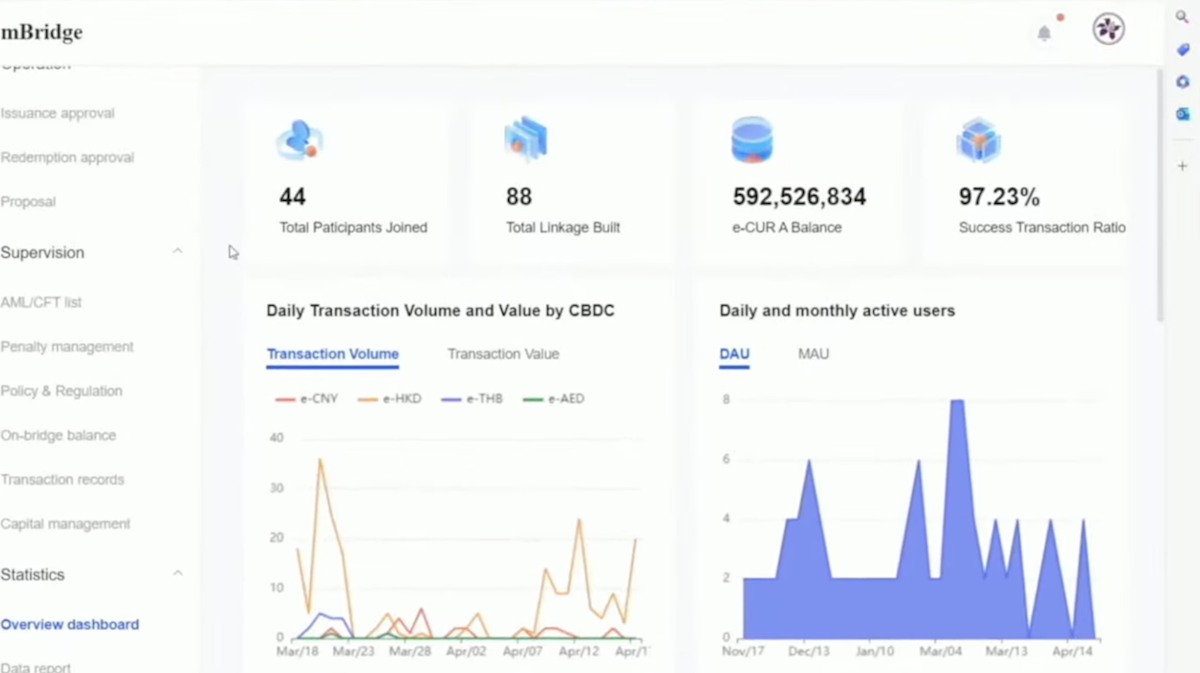 mBridge
Operation
Issuance approval
Redemption approval
Proposal
Supervision
AML/CFT list
Penalty management
Policy & Regulation
On-bridge balance
Transaction records
Capital management
Statistics
Overview dashboard
Data report
44
Total Paticipants Joined
88
Total Linkage Built
592,526,834
e-CUR A Balance
97.23%
Success Transaction Ratio
Daily Transaction Volume and Value by CBDC
Transaction Volume Transaction Value
e-CNY e-HKD e-THB e-AED
40
30
20
10
0
Mar/18 Mar/23 Mar/28 Apr/02 Apr/07 Apr/12 Apr/1
Daily and monthly active users
DAU MAU
8
6
4
2
0
Nov/17 Dec/13 Jan/10 Mar/04 Mar/13 Apr/14